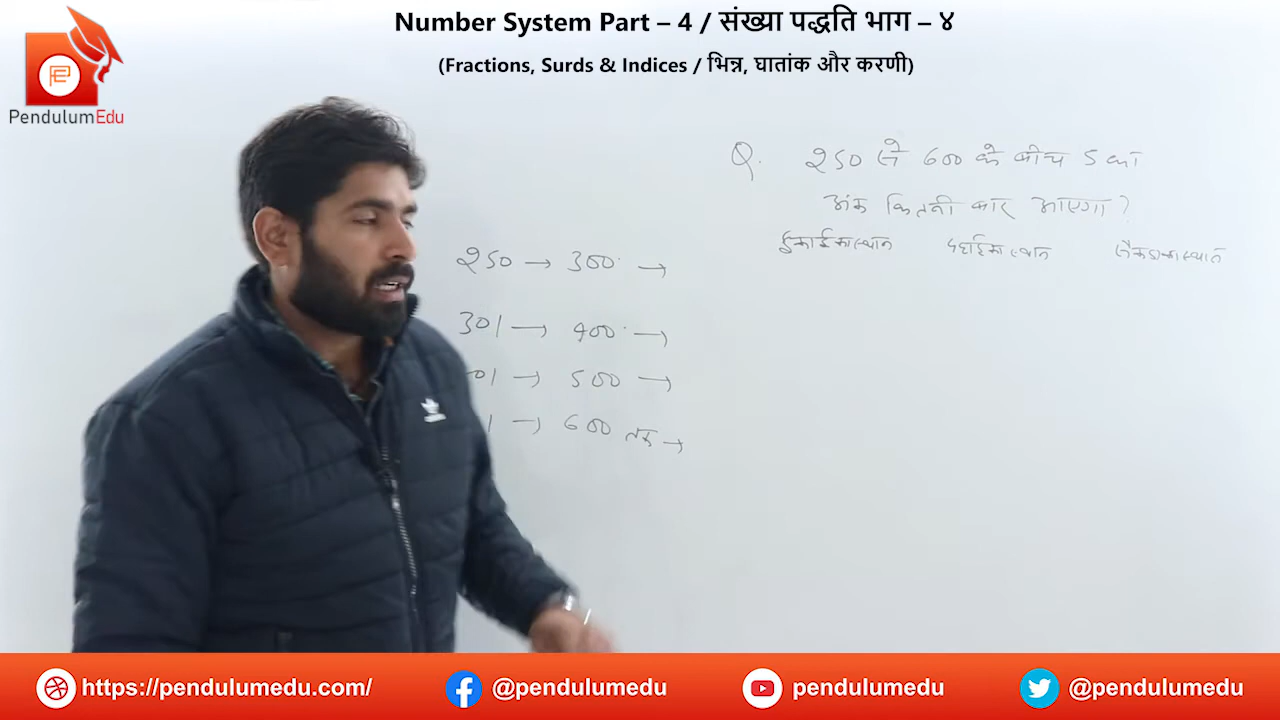 Number System Part – 4 / संख्या पद्धति भाग – ४
(Fractions, Surds & Indices / भिन्न, घातांक और करणी)
PendulumEdu
Q. 250 से 600 के बीच 5 का
अंक कितनी बार आएगा?
इकाई का स्थान दहाई का स्थान सैकड़ा का स्थान
250 → 300 →
301 → 400 →
01 → 500 →
1 → 600 तक →
https://pendulumedu.com/ @pendulumedu pendulumedu @pendulumedu